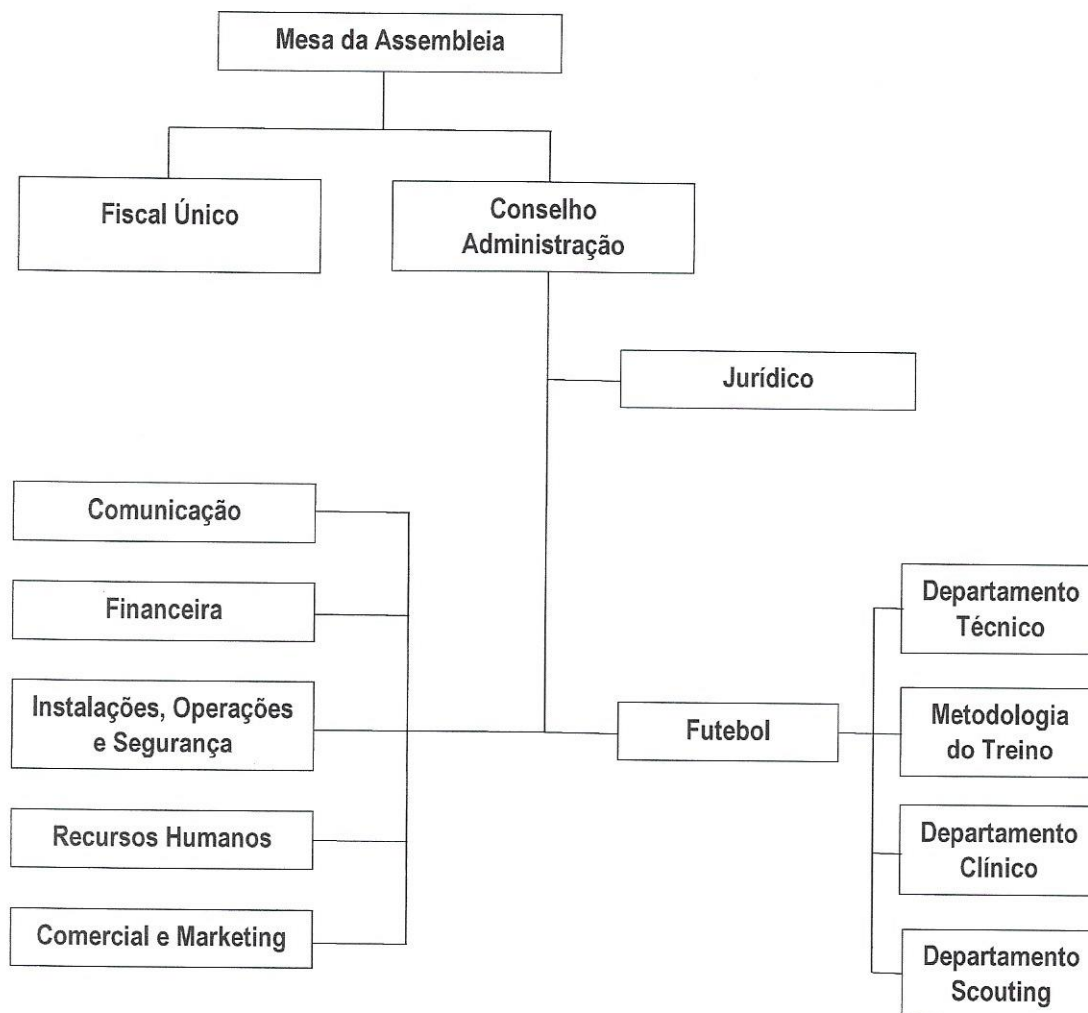 Mesa da Assembleia
Fiscal Único
Conselho
Administração
Jurídico
Comunicação
Financeira
Instalações, Operações
e Segurança
Recursos Humanos
Comercial e Marketing
Futebol
Departamento
Técnico
Metodologia
do Treino
Departamento
Clínico
Departamento
Scouting